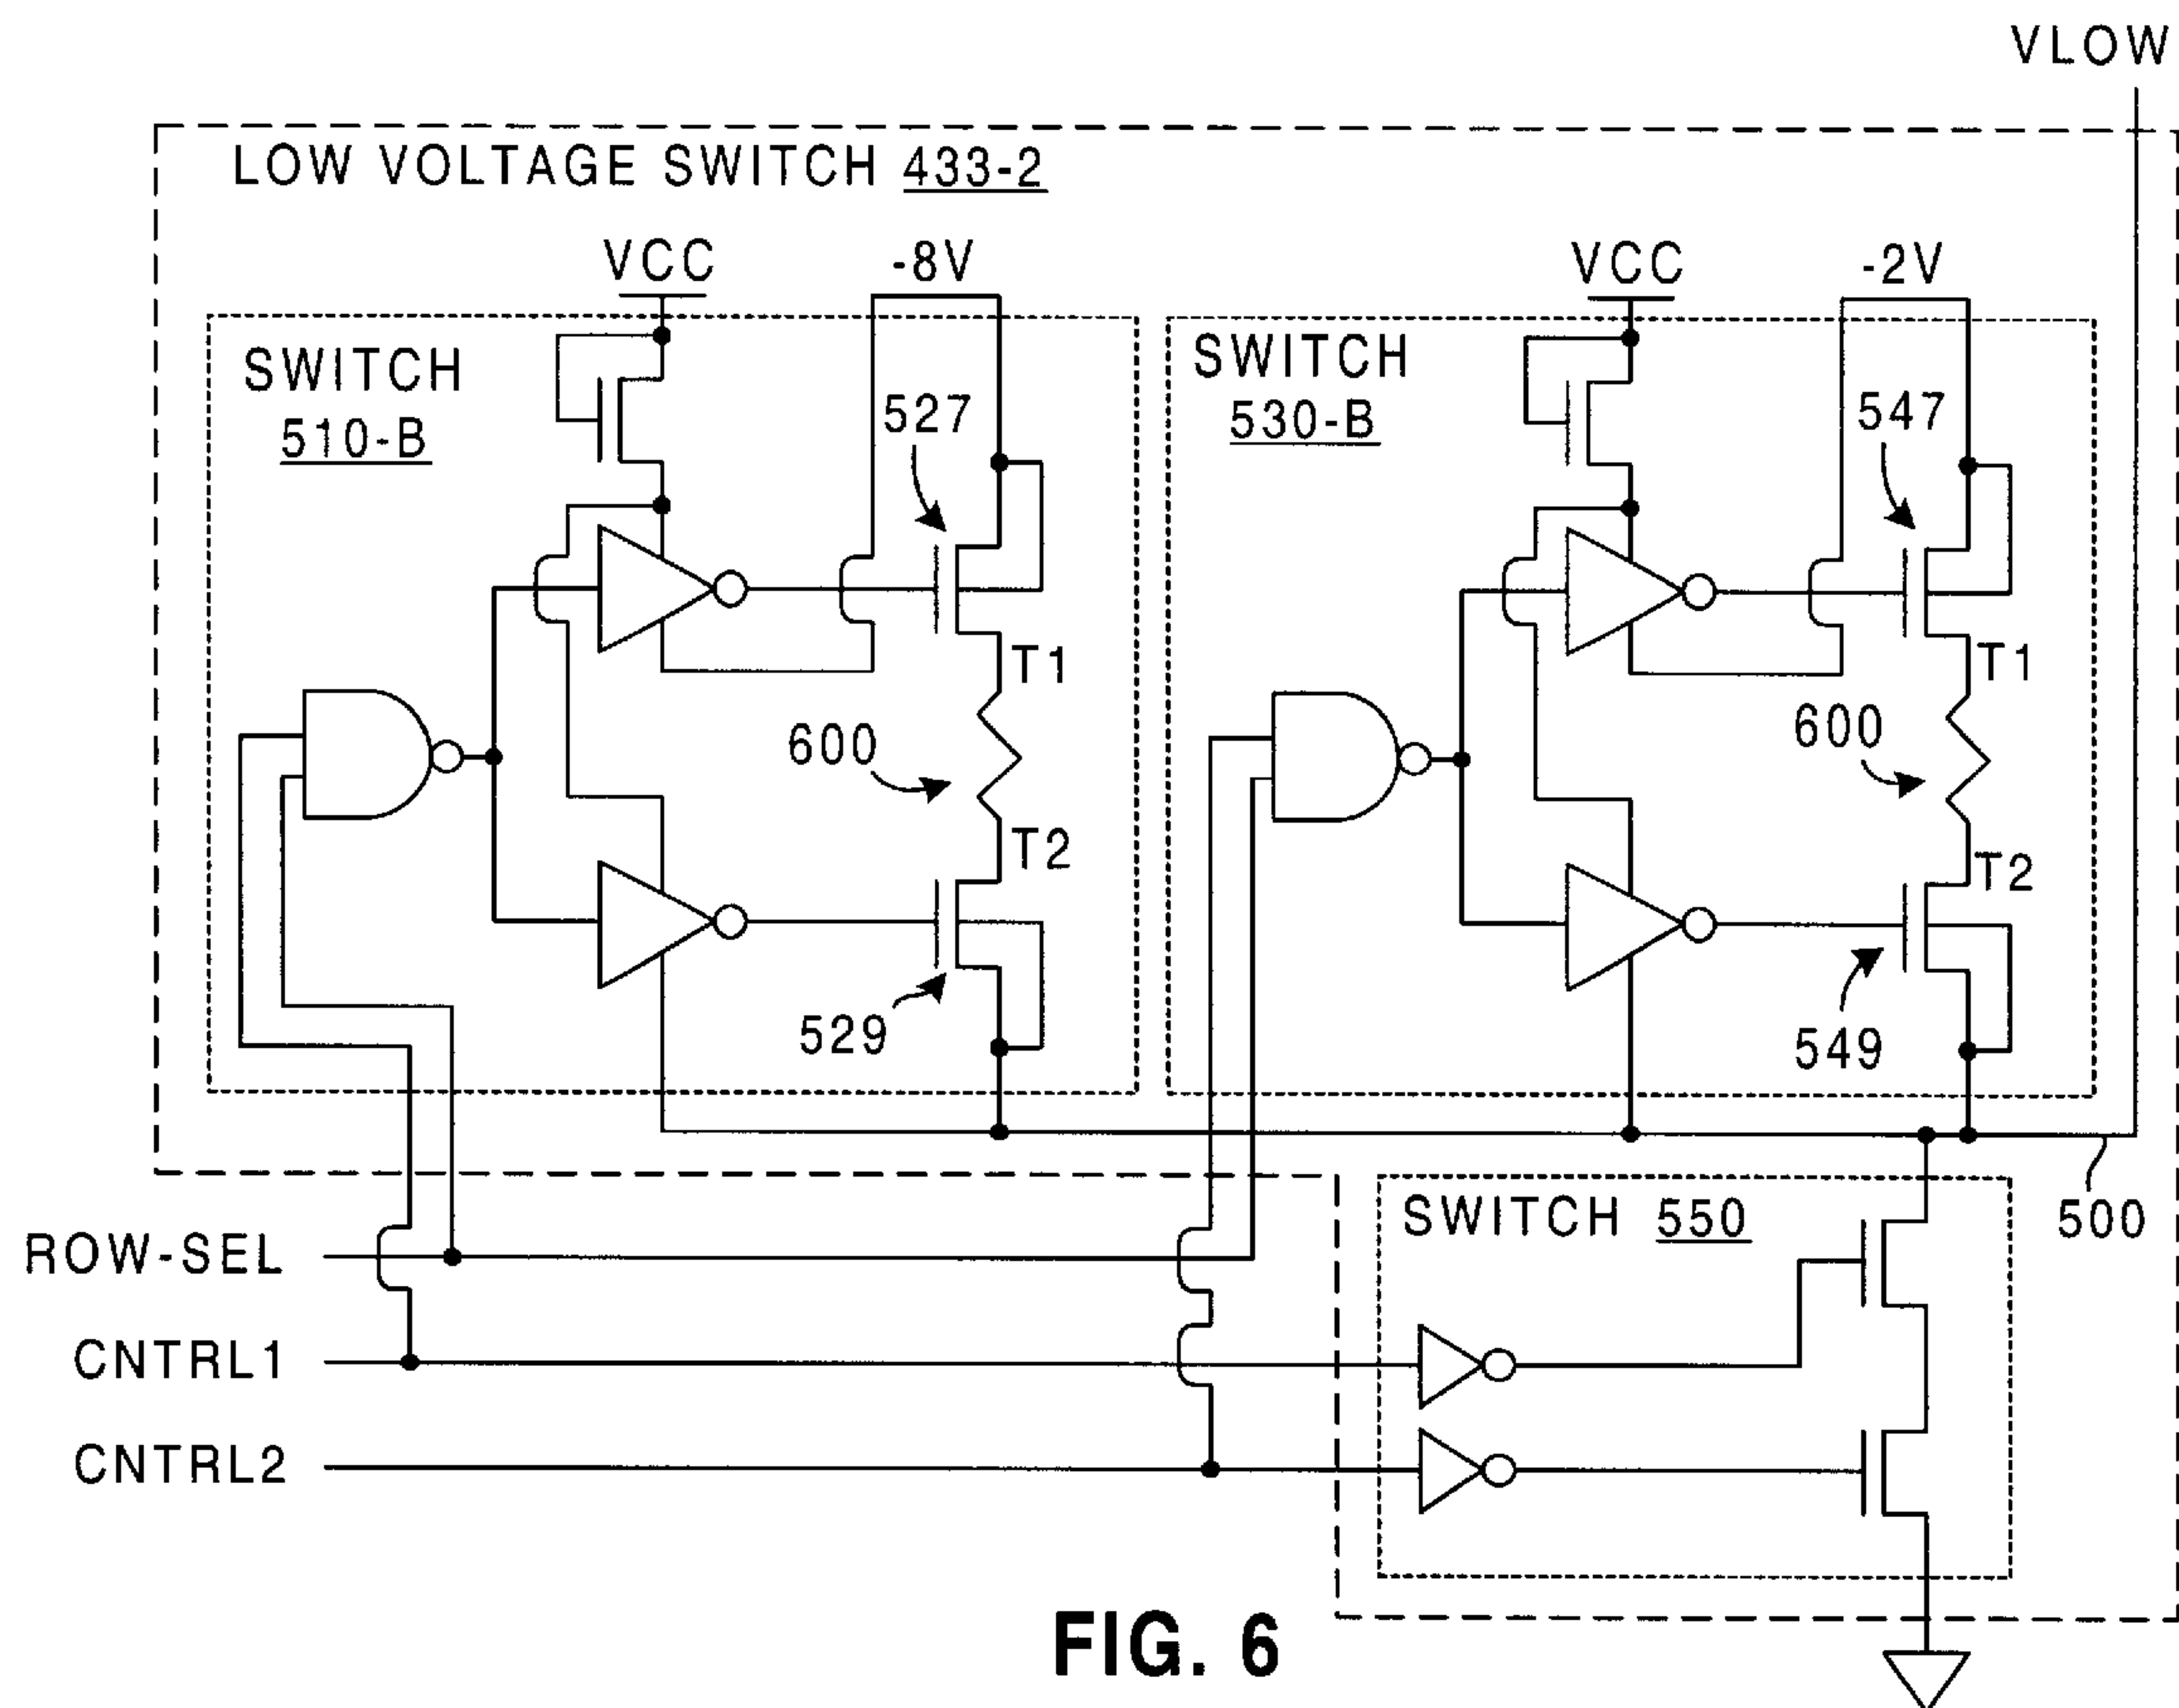 VLOW
LOW VOLTAGE SWITCH 433-2
VCC
-8V
VCC
-2V
SWITCH
510-B
527
SWITCH
530-B
547
T1
T1
600
600
T2
T2
529
549
SWITCH 550
500
ROW-SEL
CNTRL1
CNTRL2
FIG. 6